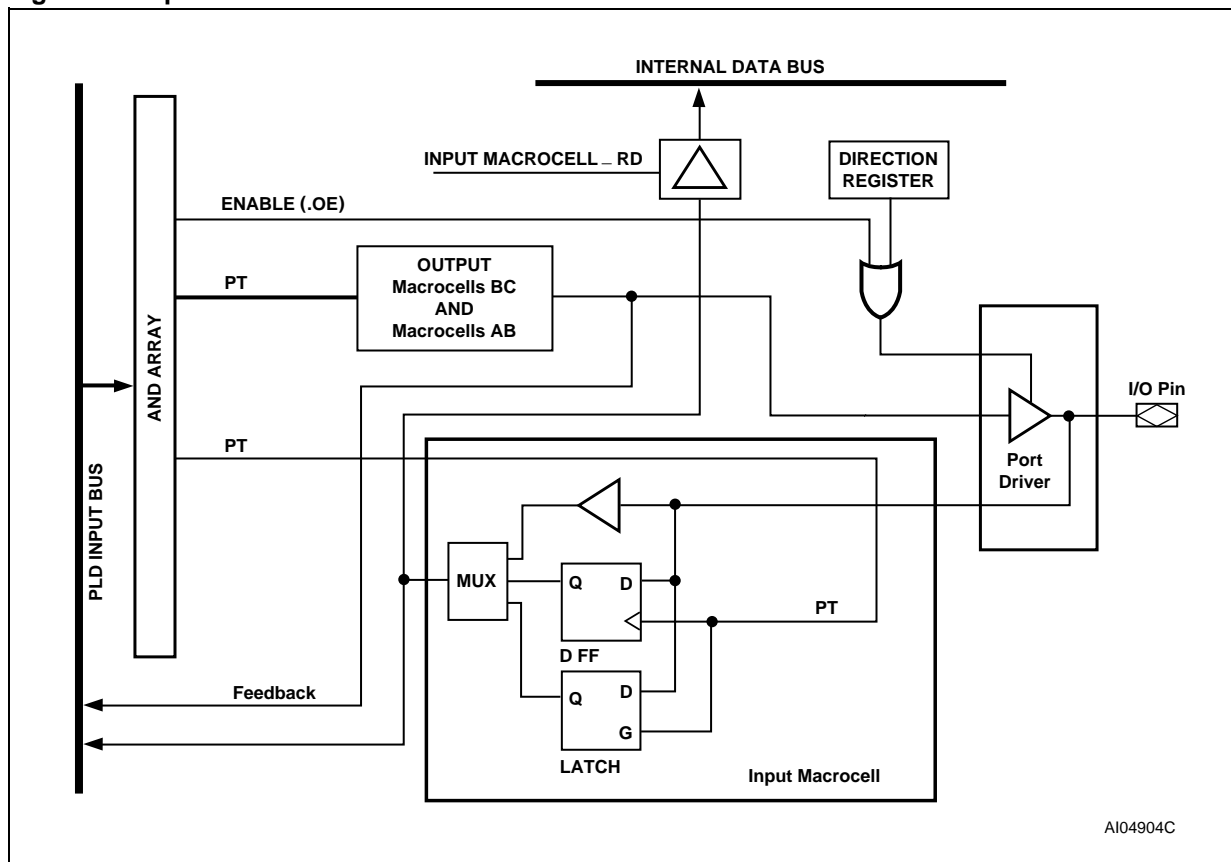 INTERNAL DATA BUS
INPUT MACROCELL _ RD
DIRECTION
REGISTER
ENABLE (.OE)
PT
OUTPUT
Macrocells BC
AND
Macrocells AB
AND ARRAY
PLD INPUT BUS
I/O Pin
Port
Driver
PT
MUX
Q
D
PT
D FF
Feedback
Q
D
G
LATCH
Input Macrocell
AI04904C